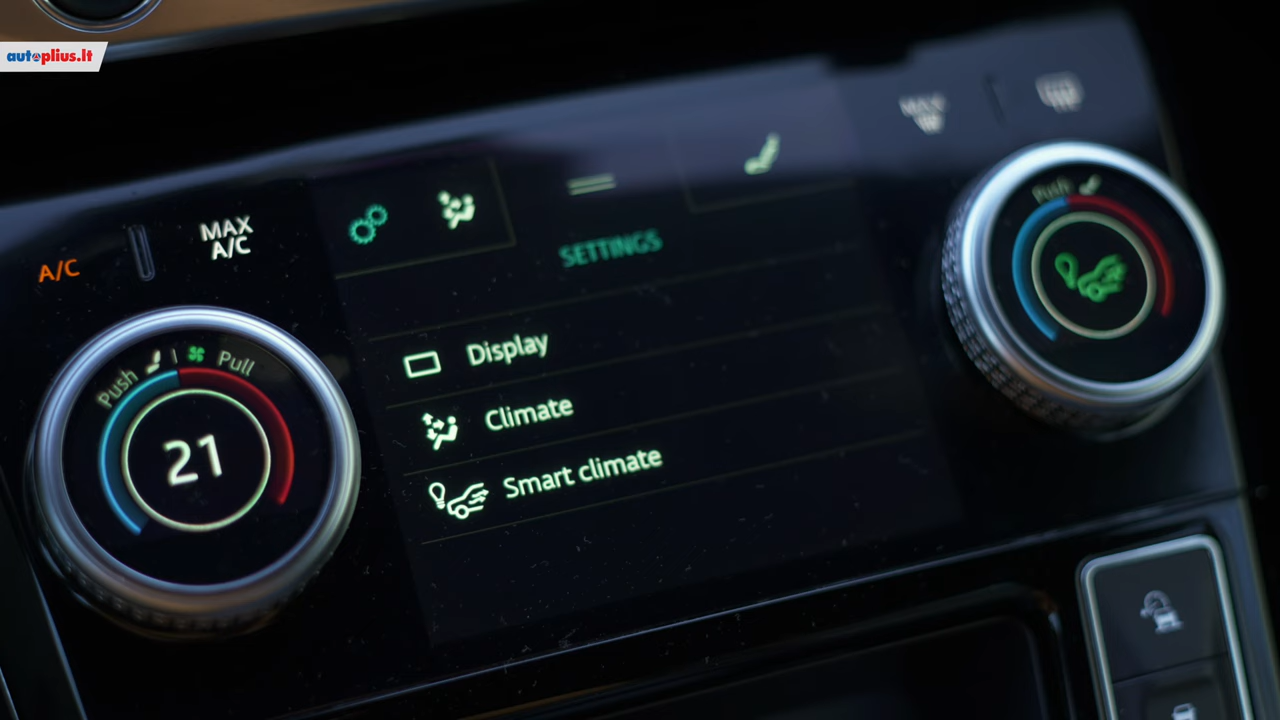 autoplius.lt
MAX
A/C
MAX
A/C
Push
SETTINGS
Push
Pull
21
Display
Climate
Smart climate